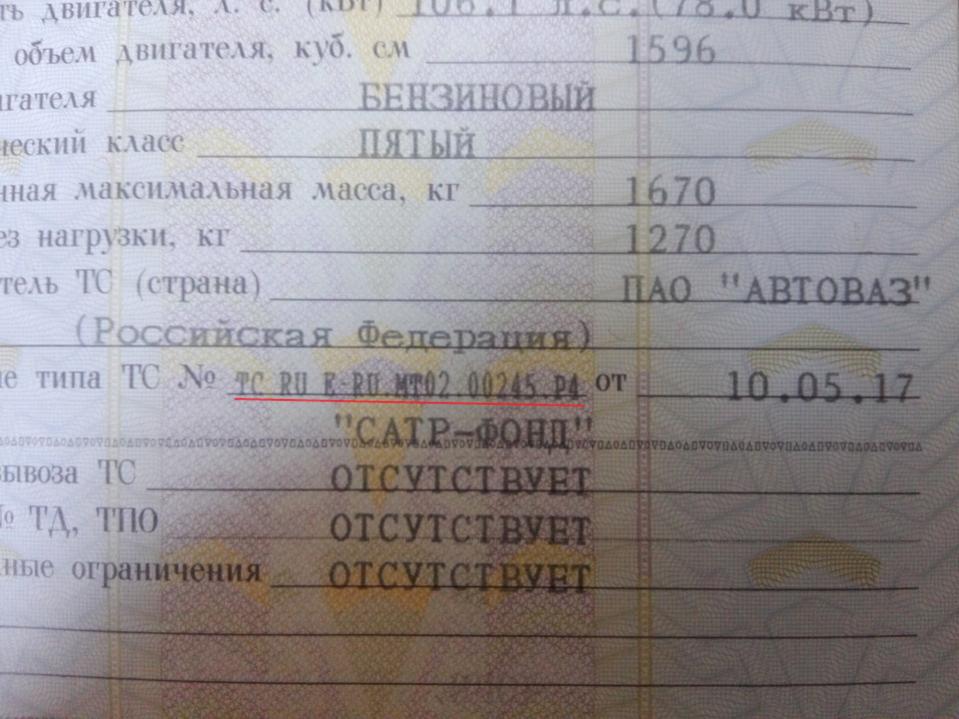 ть двигателя, л. с. (кВт) 106.1 л.с.(78.0 кВт)
объем двигателя, куб. см 1596
игателя БЕНЗИНОВЫЙ
ческий класс ПЯТЫЙ
нная максимальная масса, кг 1670
ез нагрузки, кг 1270
тель ТС (страна) ПАО "АВТОВАЗ"
(Российская Федерация)
ие типа ТС № ТС RU E-RU.МТ02.00245.Р4 от 10.05.17
"САТР-ФОНД"
вывоза ТС ОТСУТСТВУЕТ
№ ТД, ТПО ОТСУТСТВУЕТ
ные ограничения ОТСУТСТВУЕТ